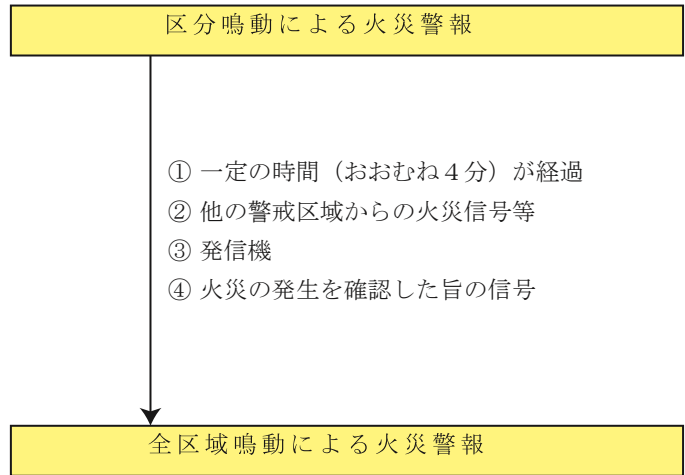 区分鳴動による火災警報
① 一定の時間（おおむね４分）が経過
② 他の警戒区域からの火災信号等
③ 発信機
④ 火災の発生を確認した旨の信号
全区域鳴動による火災警報